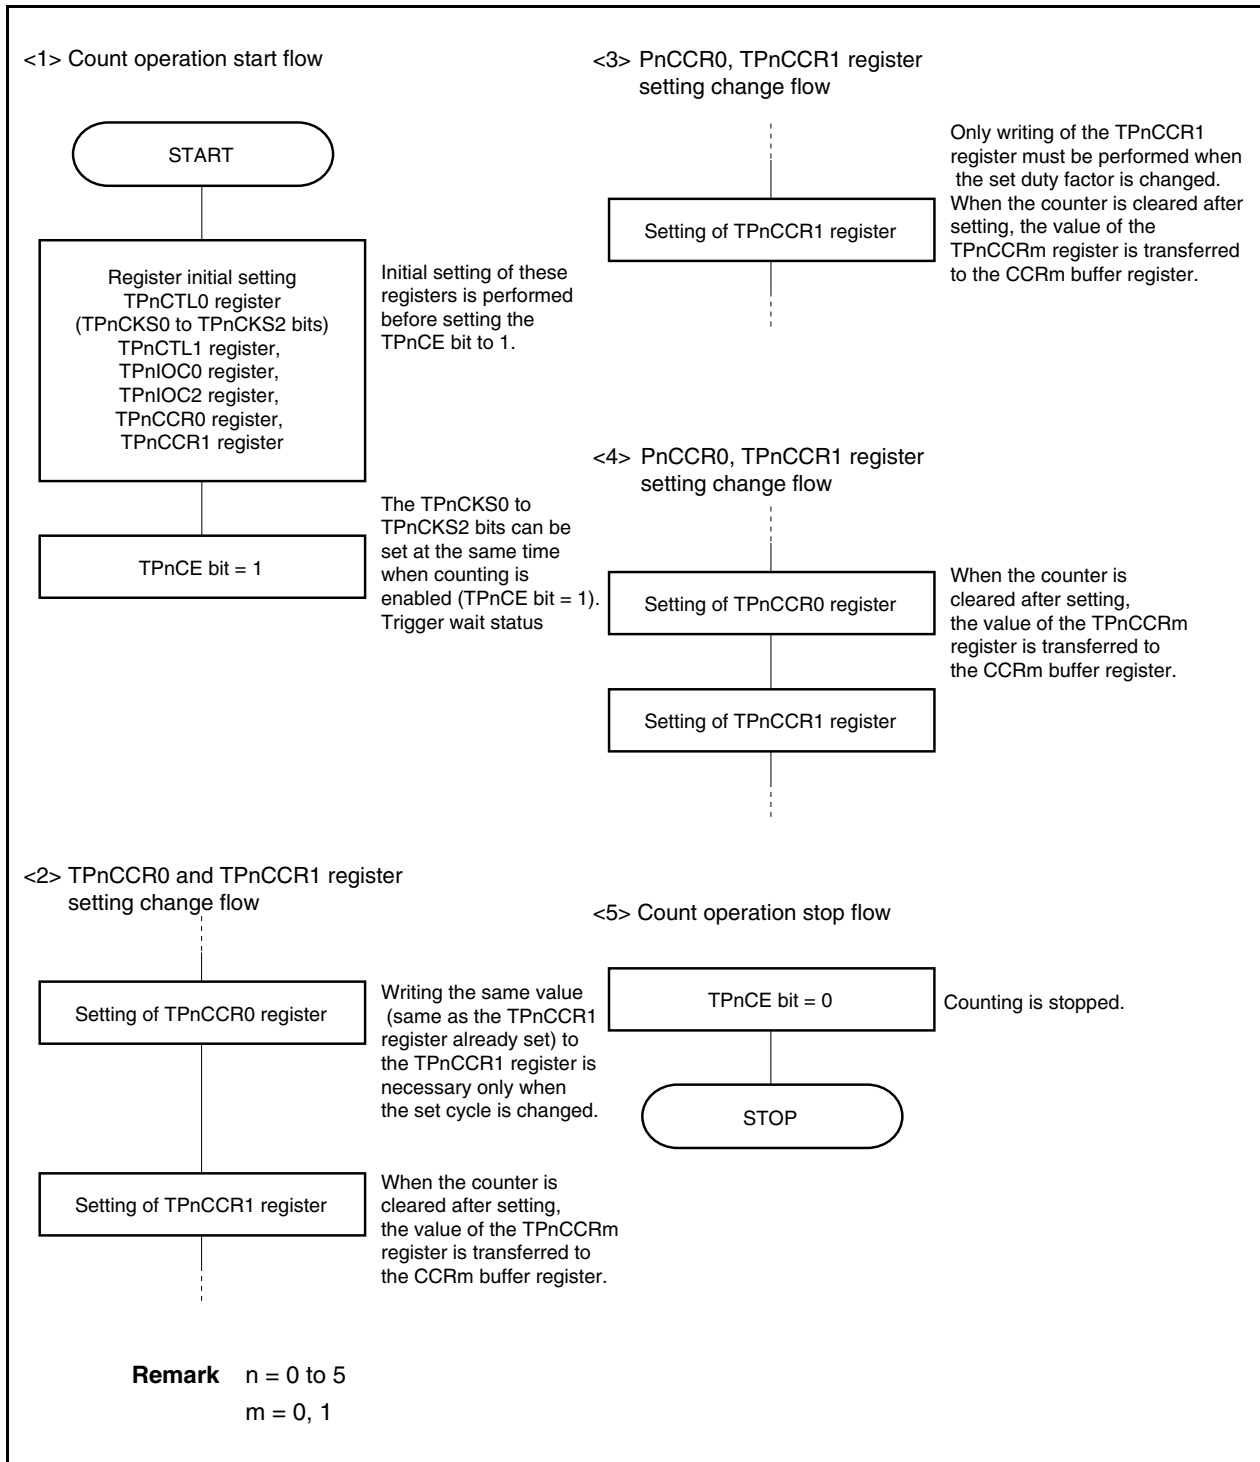 <1> Count operation start flow
START
Register initial setting
TPnCTL0 register
(TPnCKS0 to TPnCKS2 bits)
TPnCTL1 register,
TPnIOC0 register,
TPnIOC2 register,
TPnCCR0 register,
TPnCCR1 register
Initial setting of these
registers is performed
before setting the
TPnCE bit to 1.
TPnCE bit = 1
The TPnCKS0 to
TPnCKS2 bits can be
set at the same time
when counting is
enabled (TPnCE bit = 1).
Trigger wait status
<2> TPnCCR0 and TPnCCR1 register
setting change flow
Setting of TPnCCR0 register
Writing the same value
(same as the TPnCCR1
register already set) to
the TPnCCR1 register is
necessary only when
the set cycle is changed.
Setting of TPnCCR1 register
When the counter is
cleared after setting,
the value of the TPnCCRm
register is transferred to
the CCRm buffer register.
<3> PnCCR0, TPnCCR1 register
setting change flow
Setting of TPnCCR1 register
Only writing of the TPnCCR1
register must be performed when
the set duty factor is changed.
When the counter is cleared after
setting, the value of the
TPnCCRm register is transferred
to the CCRm buffer register.
<4> PnCCR0, TPnCCR1 register
setting change flow
Setting of TPnCCR0 register
When the counter is
cleared after setting,
the value of the TPnCCRm
register is transferred to
the CCRm buffer register.
Setting of TPnCCR1 register
<5> Count operation stop flow
TPnCE bit = 0
Counting is stopped.
STOP
Remark n = 0 to 5
m = 0, 1